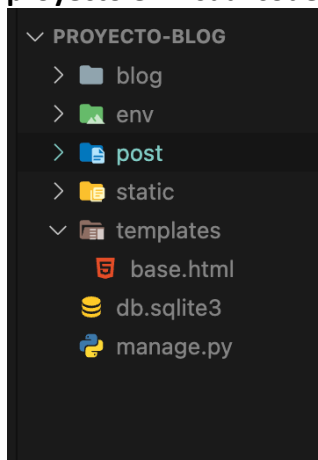 PROYECTO-BLOG
blog
env
post
static
templates
base.html
db.sqlite3
manage.py